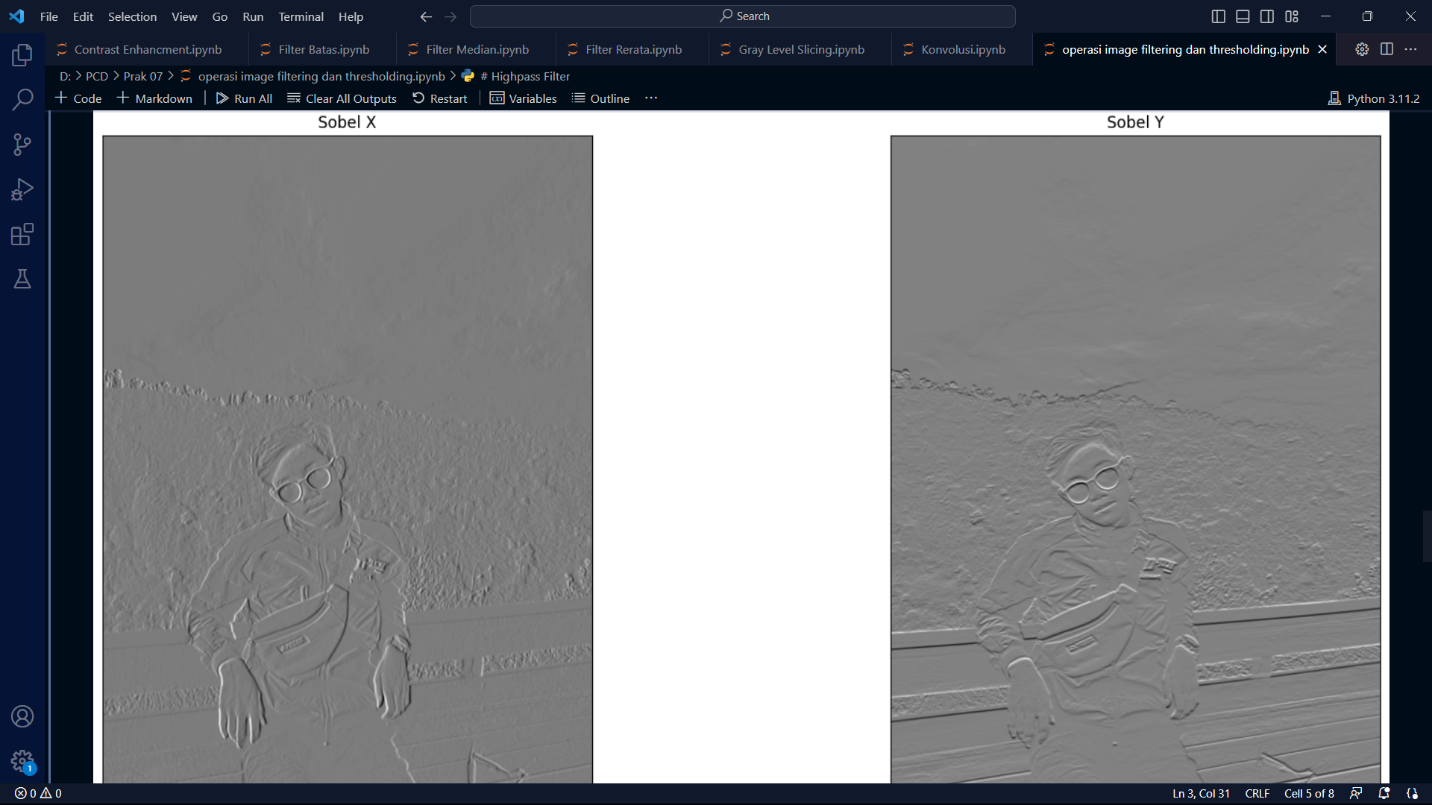 File Edit Selection View Go Run Terminal Help Search
Contrast Enhancment.ipynb Filter Batas.ipynb Filter Median.ipynb Filter Rerata.ipynb Gray Level Slicing.ipynb Konvolusi.ipynb operasi image filtering dan thresholding.ipynb
D: > PCD > Prak 07 > operasi image filtering dan thresholding.ipynb > # Highpass Filter
+ Code + Markdown Run All Clear All Outputs Restart Variables Outline ... Python 3.11.2
Sobel X Sobel Y
1
0 0 Ln 3, Col 31 CRLF Cell 5 of 8